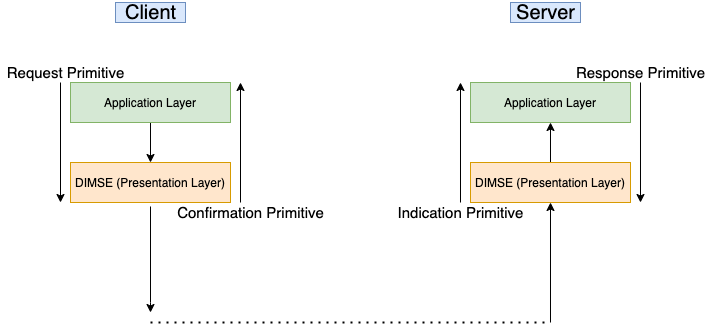 Client
Server
Request Primitive
Response Primitive
Application Layer
Application Layer
DIMSE (Presentation Layer)
DIMSE (Presentation Layer)
Confirmation Primitive
Indication Primitive